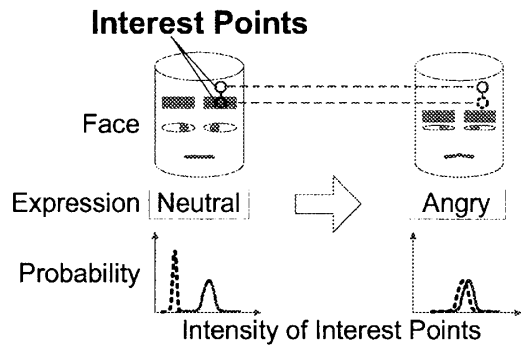 Interest Points
Face
Expression Neutral Angry
Probability
Intensity of Interest Points